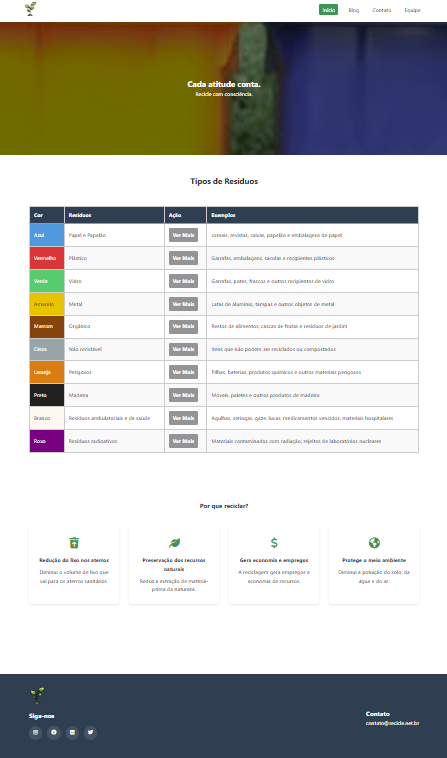 Início Blog Contato Equipe
Cada atitude conta.
Recicle com consciência.
Tipos de Resíduos
Cor Resíduos Ação Exemplos
Azul Papel e Papelão Ver Mais Jornais, revistas, caixas, papelão e embalagens de papel
Vermelho Plástico Ver Mais Garrafas, embalagens, sacolas e recipientes plásticos
Verde Vidro Ver Mais Garrafas, potes, frascos e outros recipientes de vidro
Amarelo Metal Ver Mais Latas de alumínio, tampas e outros objetos de metal
Marrom Orgânico Ver Mais Restos de alimentos, cascas de frutas e resíduos de jardim
Cinza Não reciclável Ver Mais Itens que não podem ser reciclados ou compostados
Laranja Perigosos Ver Mais Pilhas, baterias, produtos químicos e outros materiais perigosos
Preto Madeira Ver Mais Móveis, paletes e outros produtos de madeira
Branco Resíduos ambulatoriais e de saúde Ver Mais Agulhas, seringas, gaze, luvas, medicamentos vencidos, materiais hospitalares
Roxo Resíduos radioativos Ver Mais Materiais contaminados com radiação, rejeitos de laboratórios nucleares
Por que reciclar?
Redução do lixo nos aterros
Diminui o volume de lixo que
vai para os aterros sanitários.
Preservação dos recursos
naturais
Reduz a extração de matéria-
prima da natureza.
Gera economia e empregos
A reciclagem gera empregos e
economia de recursos.
Protege o meio ambiente
Diminui a poluição do solo, da
água e do ar.
Siga-nos
Contato
contato@recicle.net.br